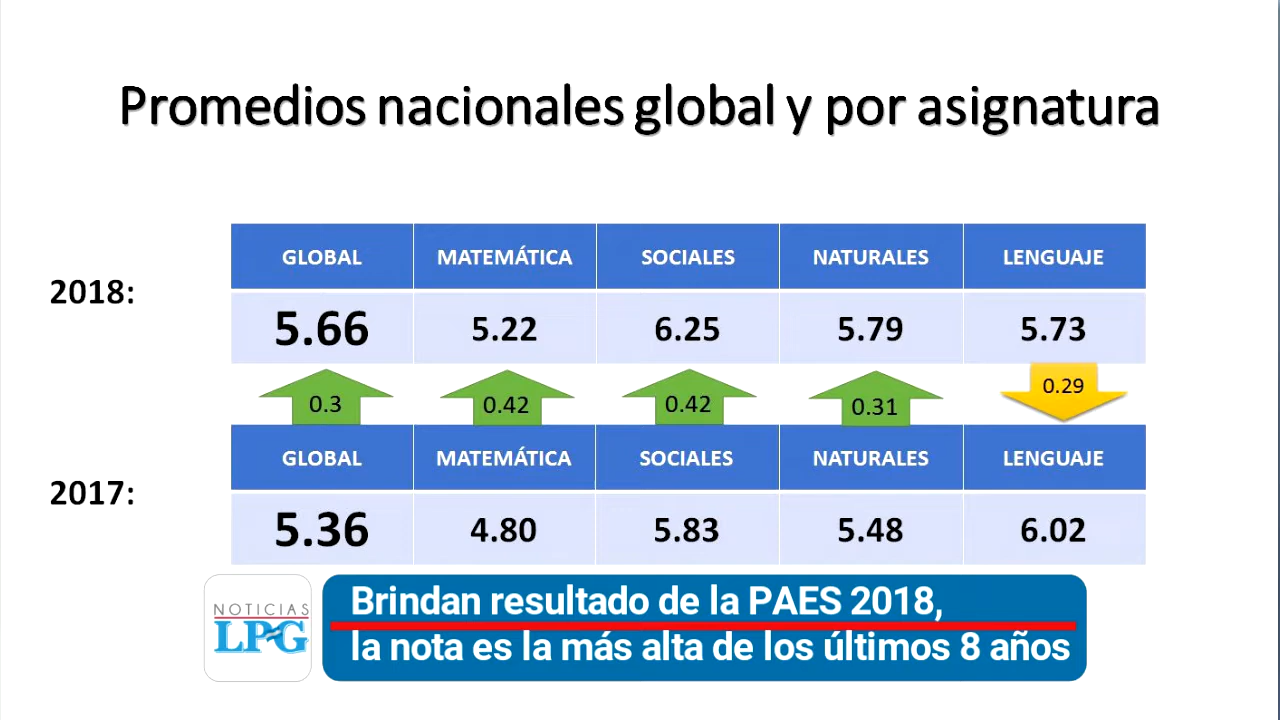 Promedios nacionales global y por asignatura
GLOBAL MATEMÁTICA SOCIALES NATURALES LENGUAJE
2018:
5.66 5.22 6.25 5.79 5.73
0.3 0.42 0.42 0.31 0.29
GLOBAL MATEMÁTICA SOCIALES NATURALES LENGUAJE
2017:
5.36 4.80 5.83 5.48 6.02
NOTICIAS
LPG
Brindan resultado de la PAES 2018,
la nota es la más alta de los últimos 8 años